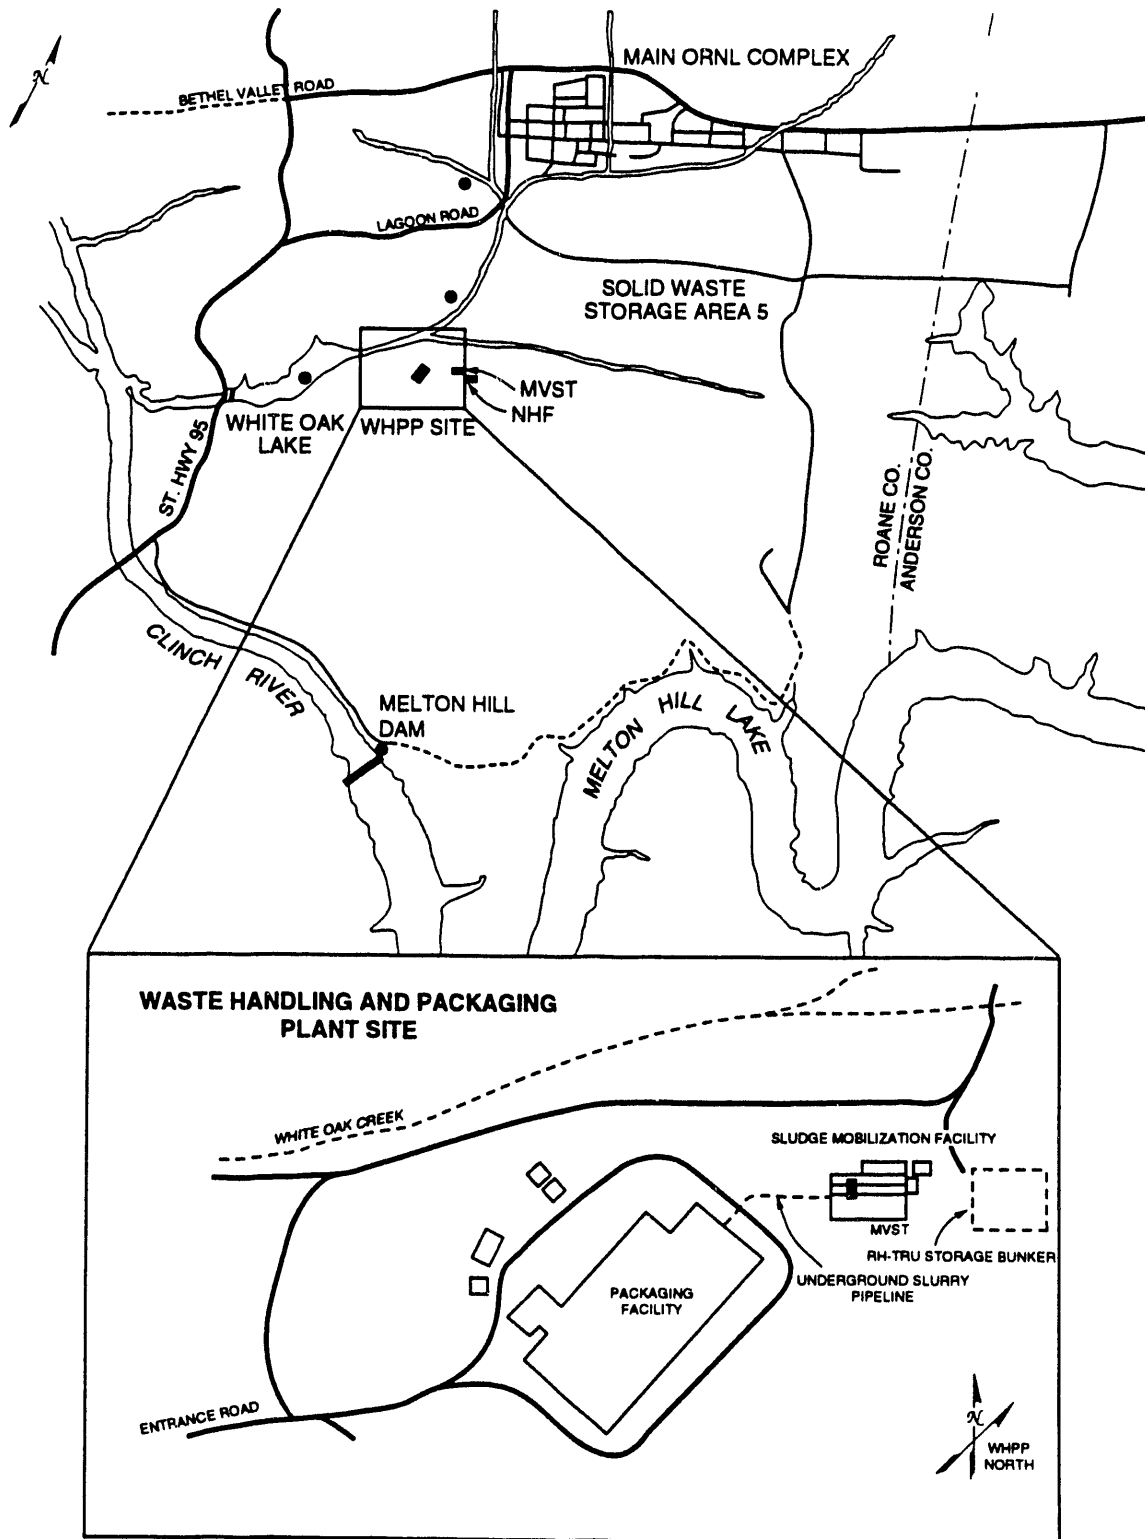 N
MAIN ORNL COMPLEX
BETHEL VALLEY ROAD
LAGOON ROAD
SOLID WASTE
STORAGE AREA 5
MVST
NHF
WHITE OAK
LAKE
WHPP SITE
ST. HWY 95
ROANE CO.
ANDERSON CO.
CLINCH RIVER
MELTON HILL
DAM
MELTON HILL LAKE
WASTE HANDLING AND PACKAGING
PLANT SITE
WHITE OAK CREEK
SLUDGE MOBILIZATION FACILITY
MVST
RH-TRU STORAGE BUNKER
UNDERGROUND SLURRY
PIPELINE
PACKAGING
FACILITY
ENTRANCE ROAD
N
WHPP
NORTH